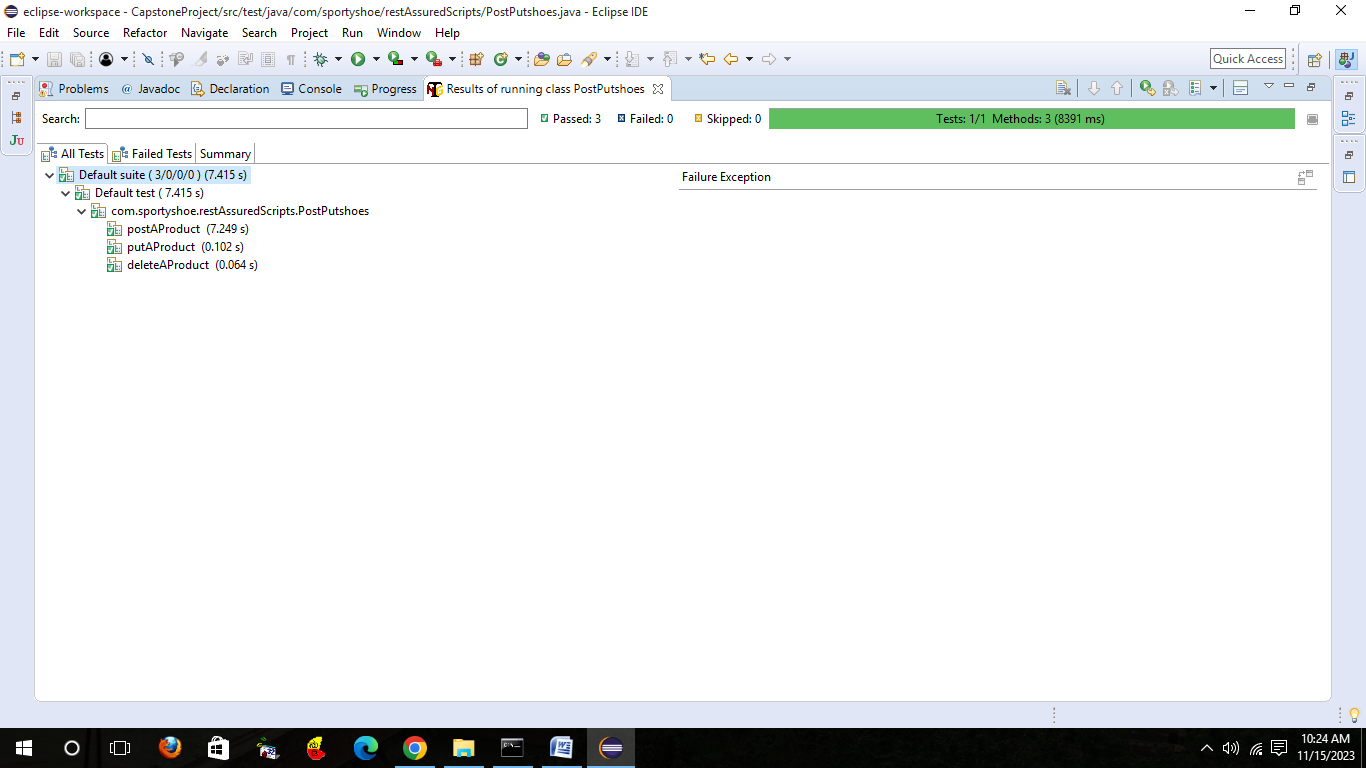 eclipse-workspace - CapstoneProject/src/test/java/com/sportyshoe/restAssuredScripts/PostPutshoes.java - Eclipse IDE
File Edit Source Refactor Navigate Search Project Run Window Help
Quick Access
Problems @ Javadoc Declaration Console Progress Results of running class PostPutshoes
Search: Passed: 3 Failed: 0 Skipped: 0 Tests: 1/1 Methods: 3 (8391 ms)
All Tests Failed Tests Summary
Default suite ( 3/0/0/0 ) (7.415 s)
Failure Exception
Default test ( 7.415 s)
com.sportyshoe.restAssuredScripts.PostPutshoes
postAProduct (7.249 s)
putAProduct (0.102 s)
deleteAProduct (0.064 s)
10:24 AM
11/15/2023